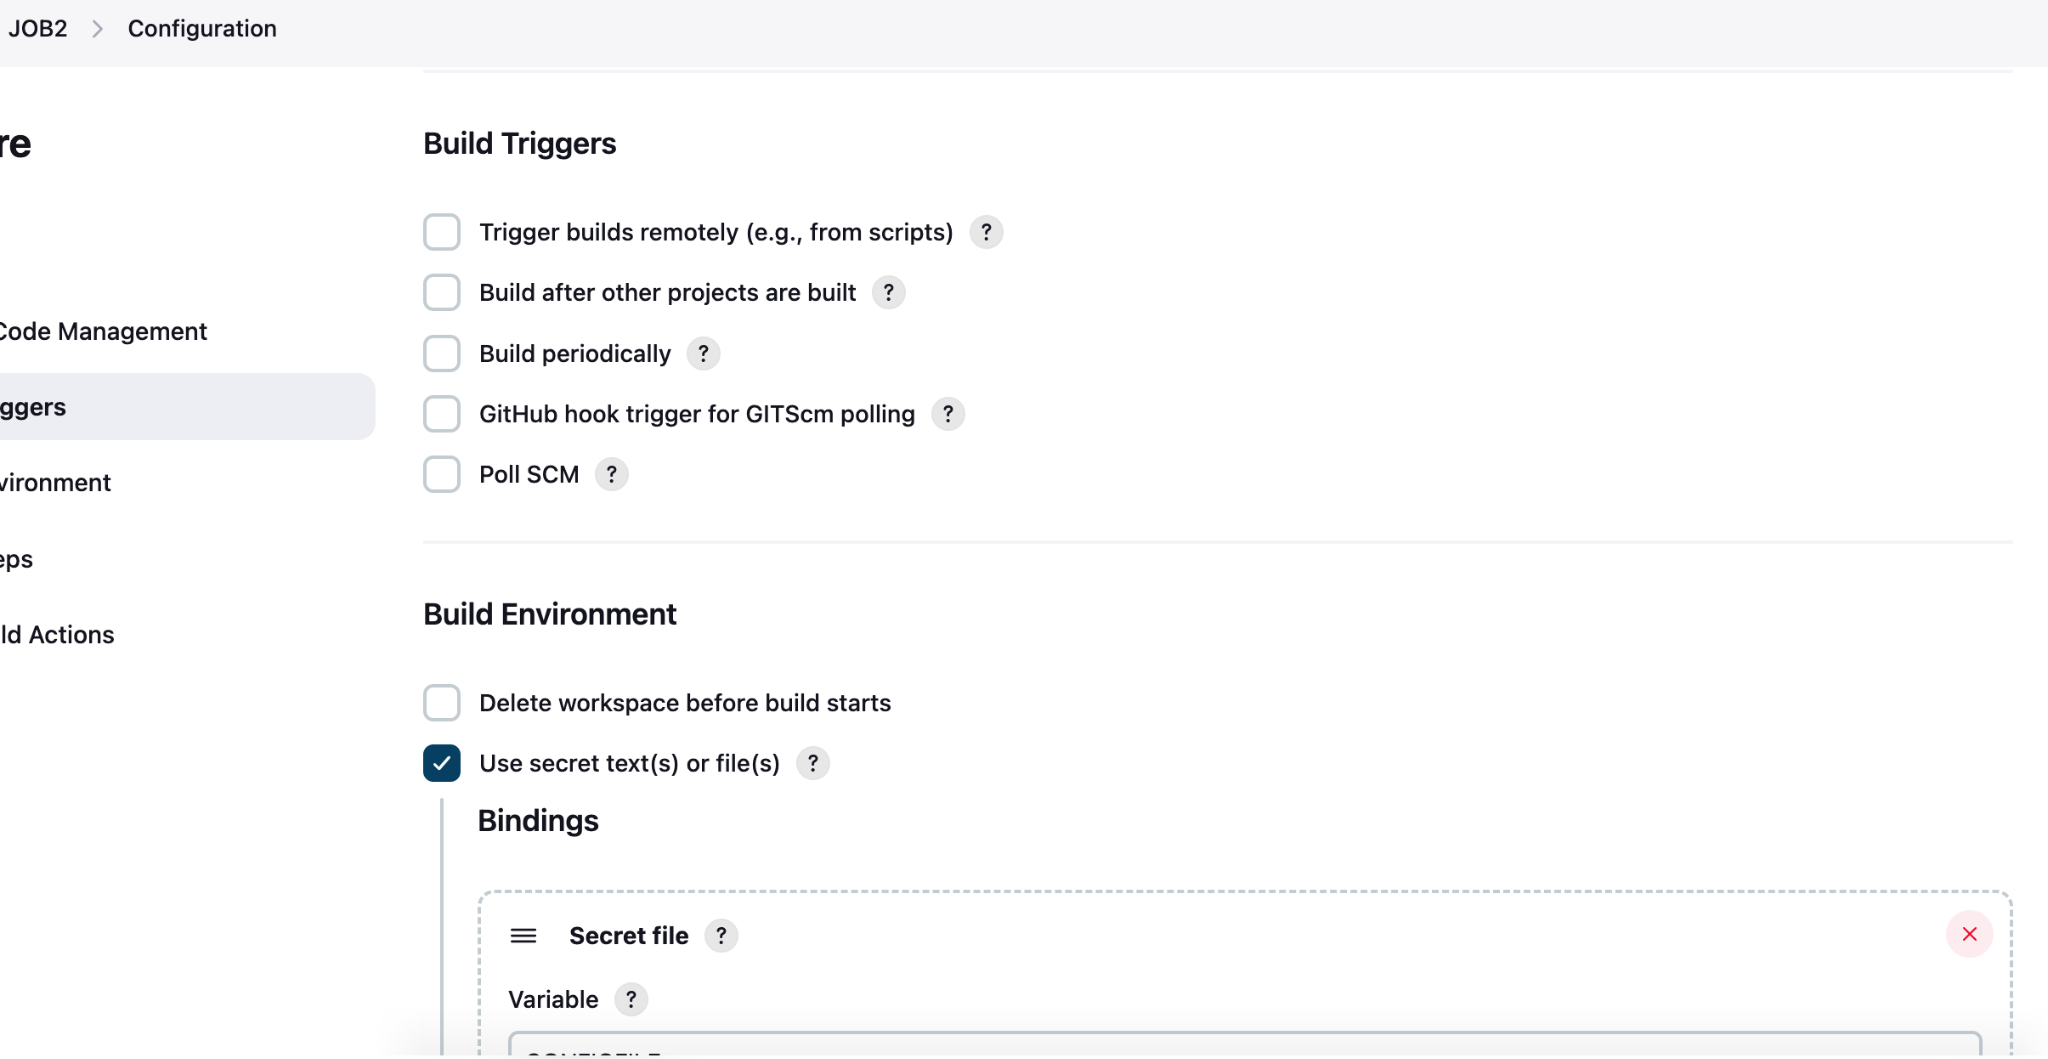 JOB2 > Configuration
re
Build Triggers
Trigger builds remotely (e.g., from scripts) ?
Build after other projects are built ?
Code Management
Build periodically ?
ggers
GitHub hook trigger for GITScm polling ?
Poll SCM ?
vironment
eps
Build Environment
ld Actions
Delete workspace before build starts
Use secret text(s) or file(s) ?
Bindings
Secret file ?
Variable ?